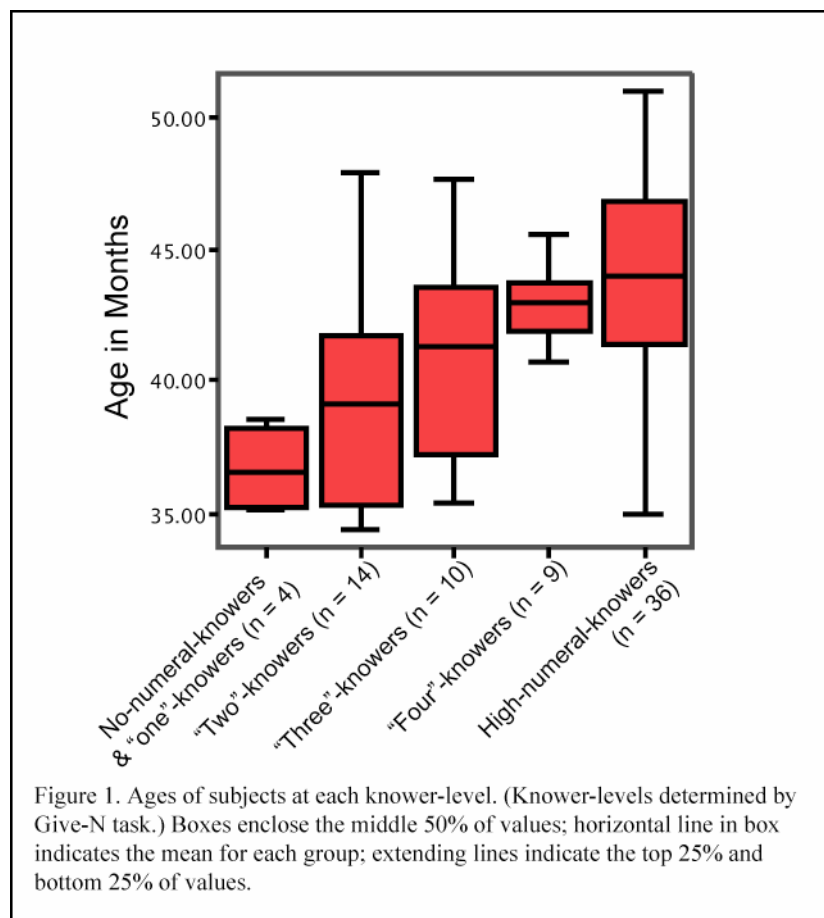 50.00
45.00
40.00
35.00
Age in Months
No-numeral-knowers
& "one"-knowers (n = 4)
"Two"-knowers (n = 14)
"Three"-knowers (n = 10)
"Four"-knowers (n = 9)
High-numeral-knowers
(n = 36)
Figure 1. Ages of subjects at each knower-level. (Knower-levels determined by
Give-N task.) Boxes enclose the middle 50% of values; horizontal line in box
indicates the mean for each group; extending lines indicate the top 25% and
bottom 25% of values.